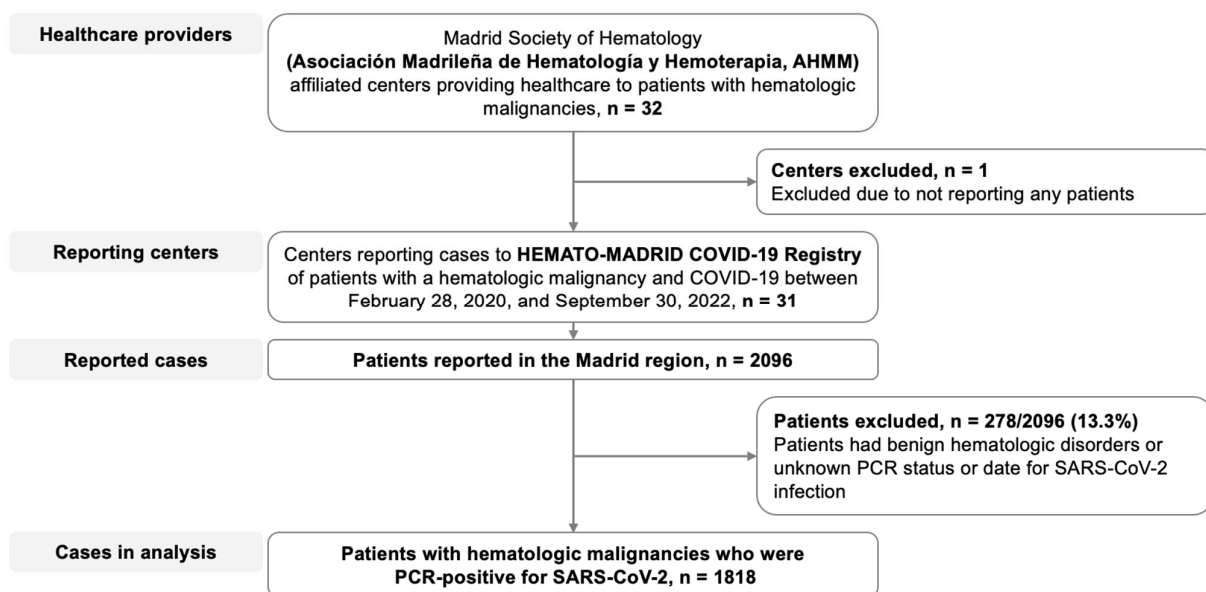 Healthcare providers
Madrid Society of Hematology
(Asociación Madrileña de Hematología y Hemoterapia, AHMM)
affiliated centers providing healthcare to patients with hematologic
malignancies, n = 32
Centers excluded, n = 1
Excluded due to not reporting any patients
Reporting centers
Centers reporting cases to HEMATO-MADRID COVID-19 Registry
of patients with a hematologic malignancy and COVID-19 between
February 28, 2020, and September 30, 2022, n = 31
Reported cases
Patients reported in the Madrid region, n = 2096
Patients excluded, n = 278/2096 (13.3%)
Patients had benign hematologic disorders or
unknown PCR status or date for SARS-CoV-2
infection
Cases in analysis
Patients with hematologic malignancies who were
PCR-positive for SARS-CoV-2, n = 1818